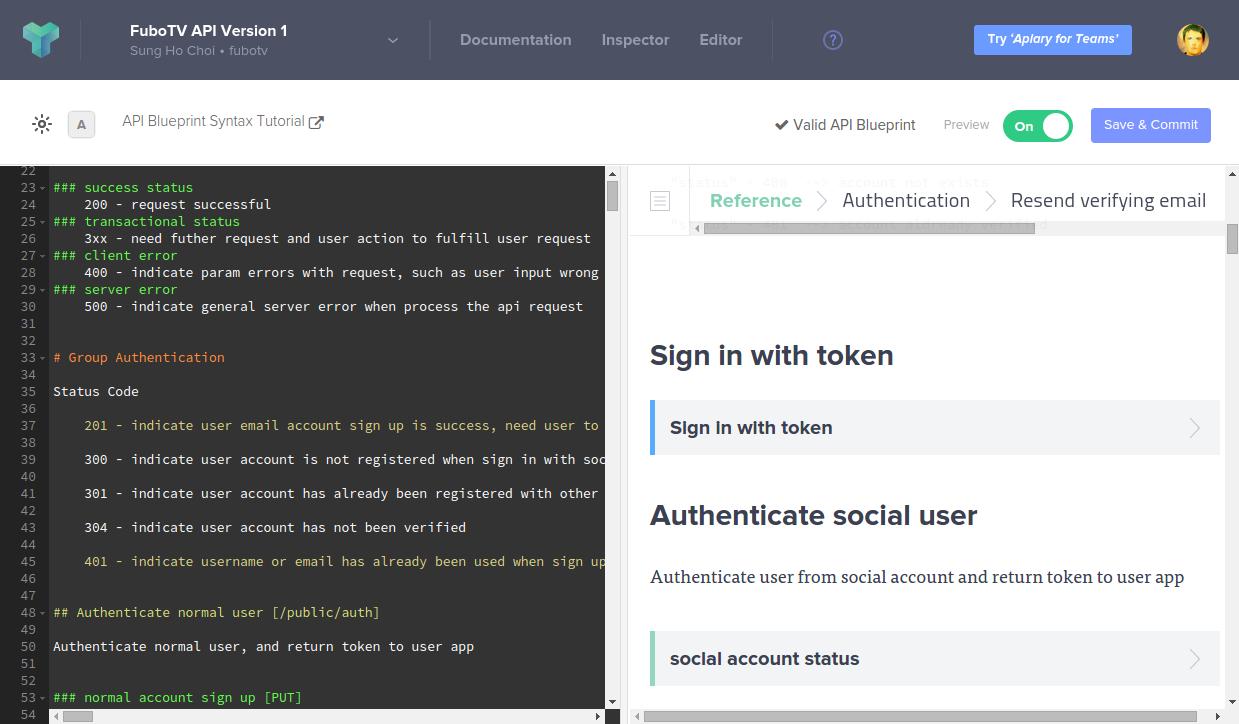 FuboTV API Version 1
Sung Ho Choi • fubotv
Documentation
Inspector
Editor
?
Try ‘Apiary for Teams’
A
API Blueprint Syntax Tutorial
Valid API Blueprint
Preview
On
Save & Commit
22
23 ### success status
24 200 - request successful
25 ### transactional status
26 3xx - need futher request and user action to fulfill user request
27 ### client error
28 400 - indicate param errors with request, such as user input wrong
29 ### server error
30 500 - indicate general server error when process the api request
31
32
33 # Group Authentication
34
35 Status Code
36
37 201 - indicate user email account sign up is success, need user to
38
39 300 - indicate user account is not registered when sign in with soc
40
41 301 - indicate user account has already been registered with other
42
43 304 - indicate user account has not been verified
44
45 401 - indicate username or email has already been used when sign up
46
47
48 ## Authenticate normal user [/public/auth]
49
50 Authenticate normal user, and return token to user app
51
52
53 ### normal account sign up [PUT]
54
Reference
Authentication
Resend verifying email
Sign in with token
Sign in with token
Authenticate social user
Authenticate user from social account and return token to user app
social account status